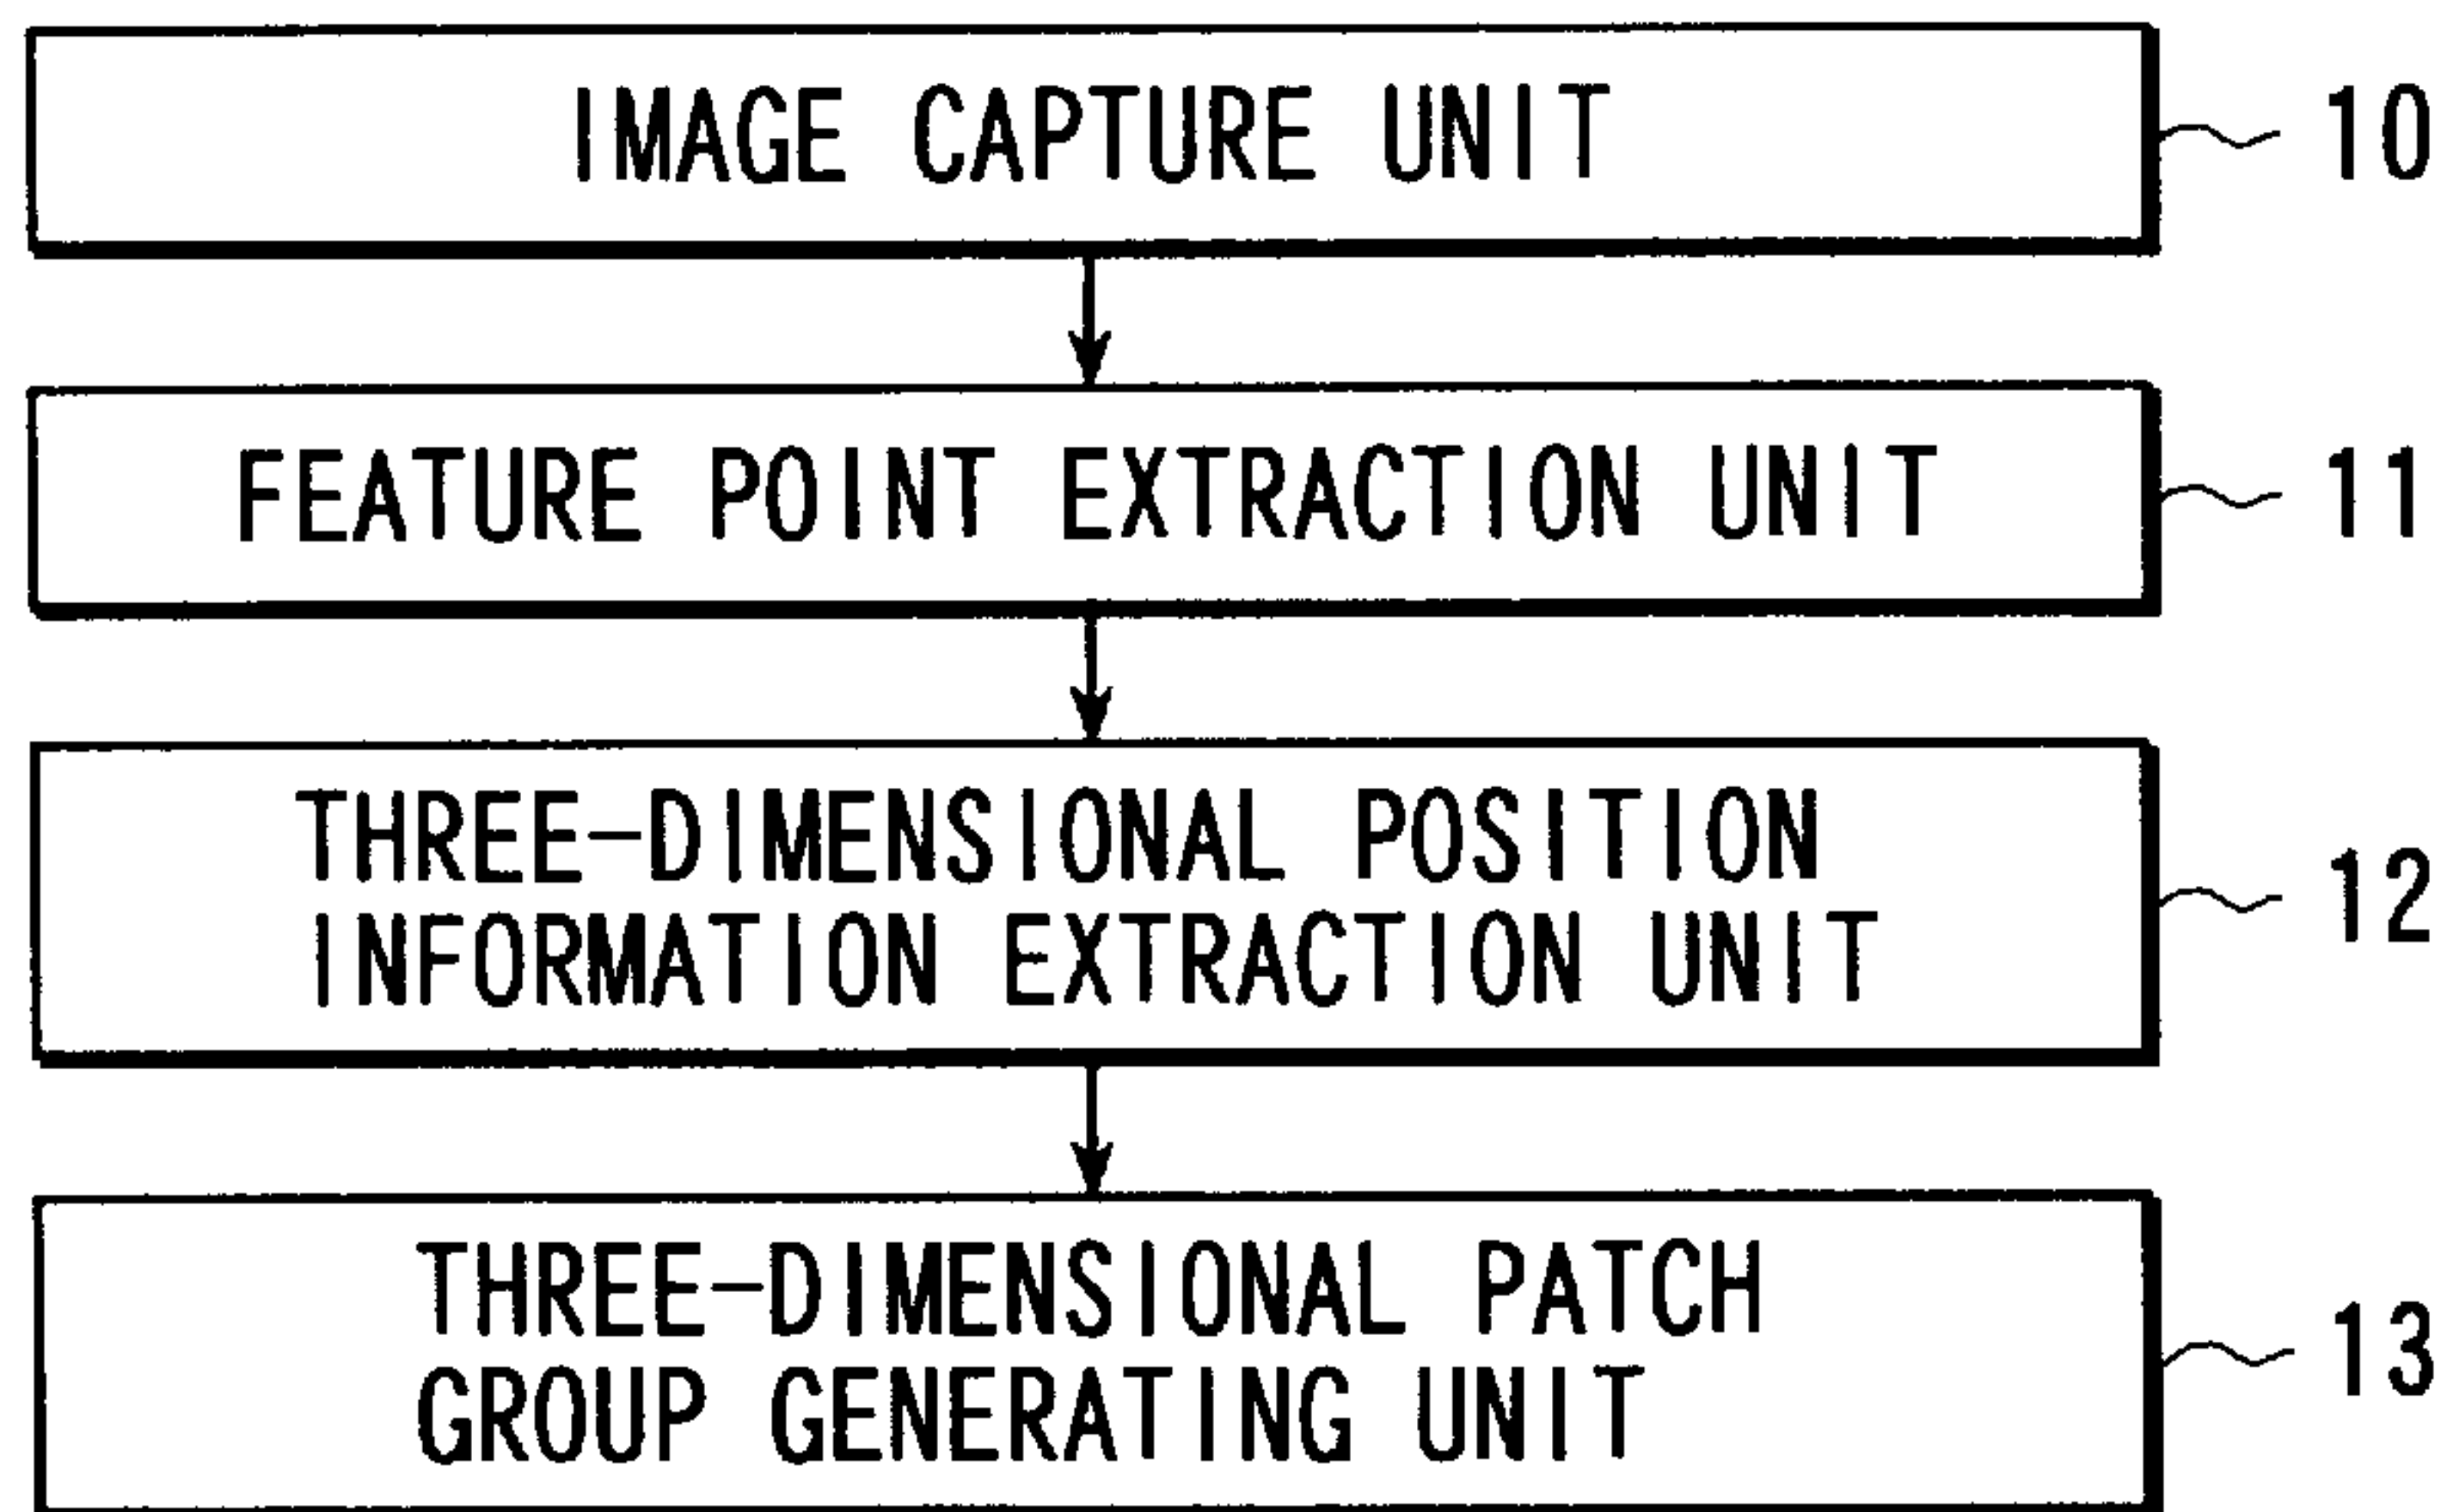 IMAGE CAPTURE UNIT
10
FEATURE POINT EXTRACTION UNIT
11
THREE-DIMENSIONAL POSITION
INFORMATION EXTRACTION UNIT
12
THREE-DIMENSIONAL PATCH
GROUP GENERATING UNIT
13